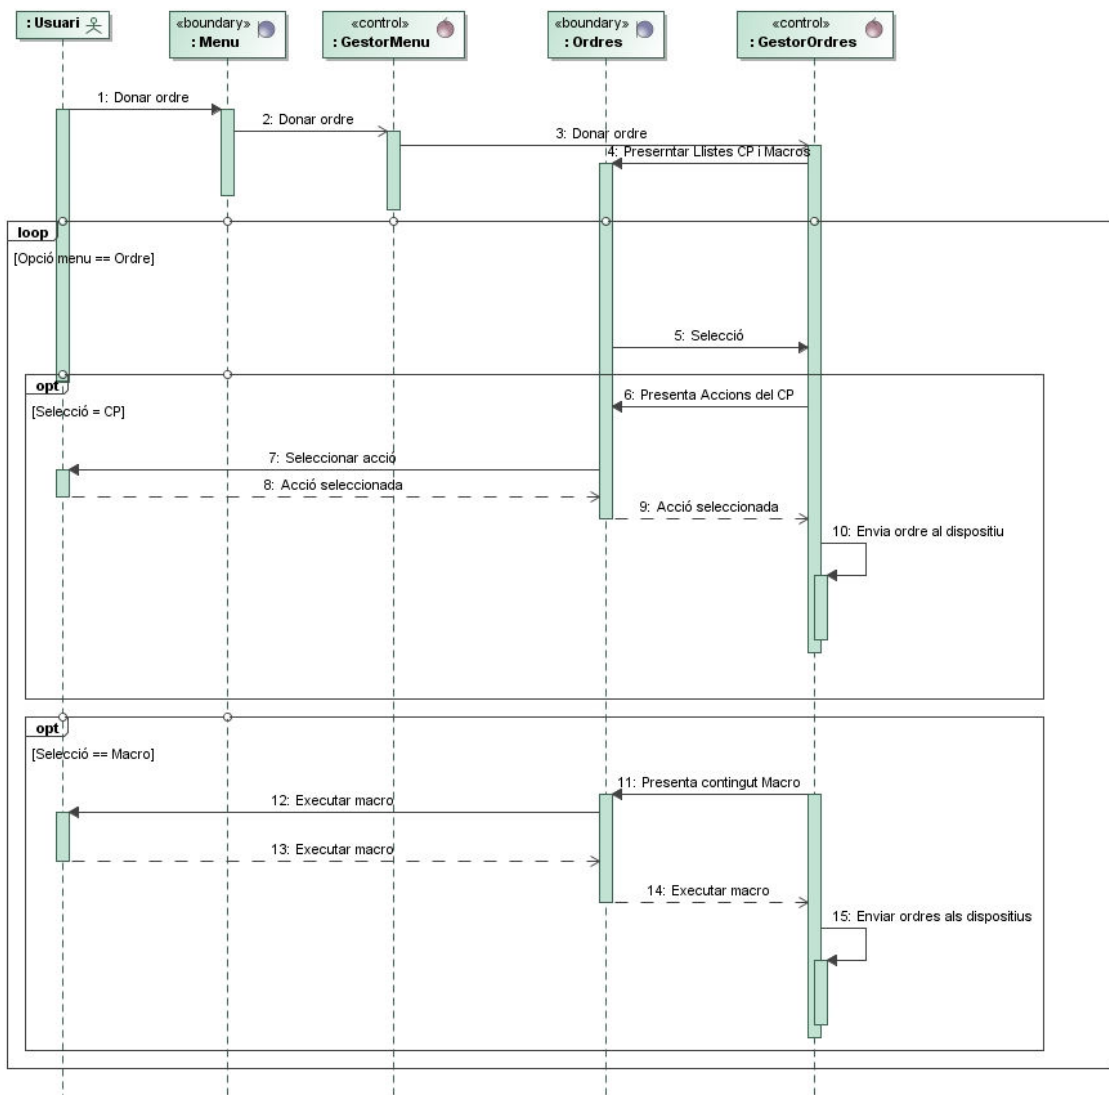 : Usuari
«boundary»
: Menu
«control»
: GestorMenu
«boundary»
: Ordres
«control»
: GestorOrdres
1: Donar ordre
2: Donar ordre
3: Donar ordre
4: Preserntar Llistes CP i Macros
loop
[Opció menu == Ordre]
5: Selecció
opt
[Selecció = CP]
6: Presenta Accions del CP
7: Seleccionar acció
8: Acció seleccionada
9: Acció seleccionada
10: Envia ordre al dispositiu
opt
[Selecció == Macro]
11: Presenta contingut Macro
12: Executar macro
13: Executar macro
14: Executar macro
15: Enviar ordres als dispositius